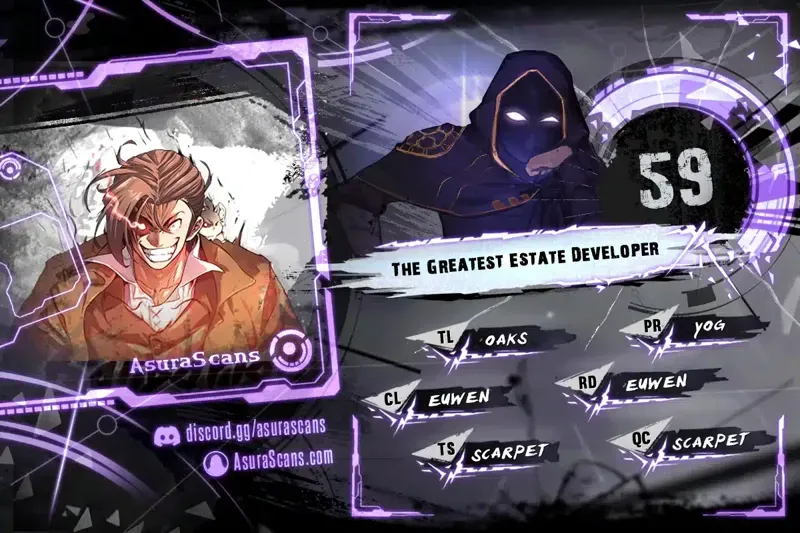 59
THE GREATEST ESTATE DEVELOPER
TL OAKS
PR YOG
CL EUWEN
RD EUWEN
TS SCARPET
QC SCARPET
AsuraScans
discord.gg/asurascans
AsuraScans.com